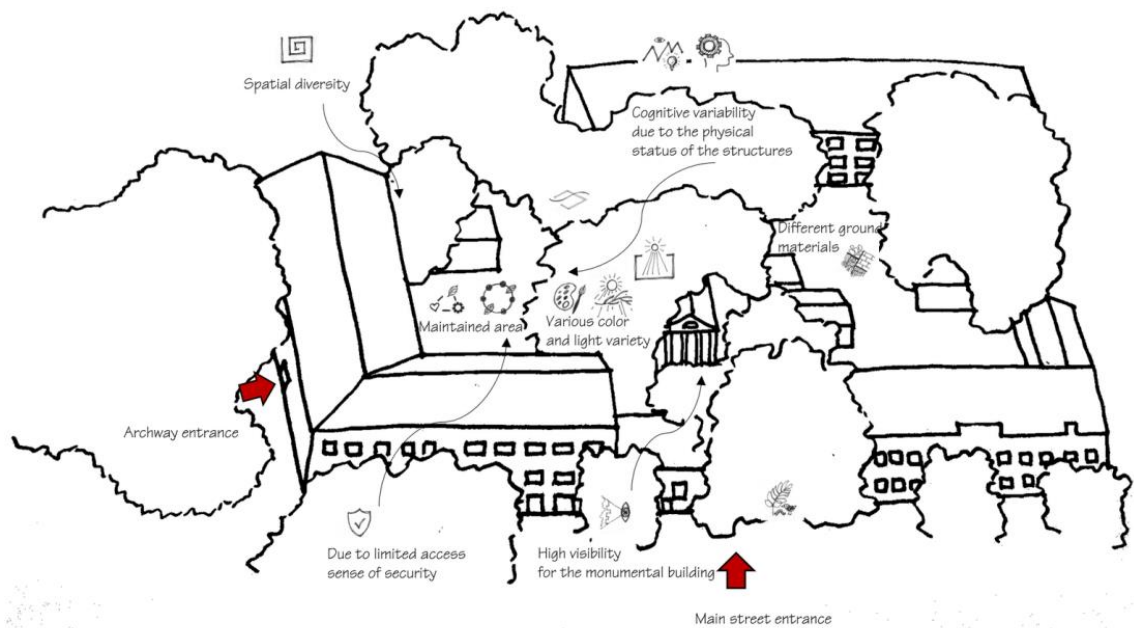 Spatial diversity
Cognitive variability
due to the physical
status of the structures
Different ground
materials
Maintained area
Various color
and light variety
Archway entrance
Due to limited access
sense of security
High visibility
for the monumental building
Main street entrance